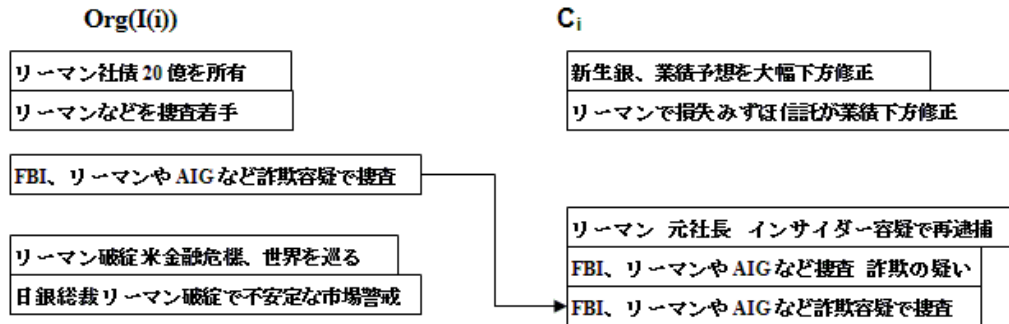 Org(I(i))
リーマン社債20億を所有
リーマンなどを捜査着手
FBI、リーマンやAIGなど詐欺容疑で捜査
リーマン破綻米金融危機、世界を巡る
日銀総裁リーマン破綻で不安定な市場警戒
Ci
新生銀、業績予想を大幅下方修正
リーマンで損失みずほ信託が業績下方修正
リーマン 元社長 インサイダー容疑で再逮捕
FBI、リーマンやAIGなど捜査 詐欺の疑い
FBI、リーマンやAIGなど詐欺容疑で捜査